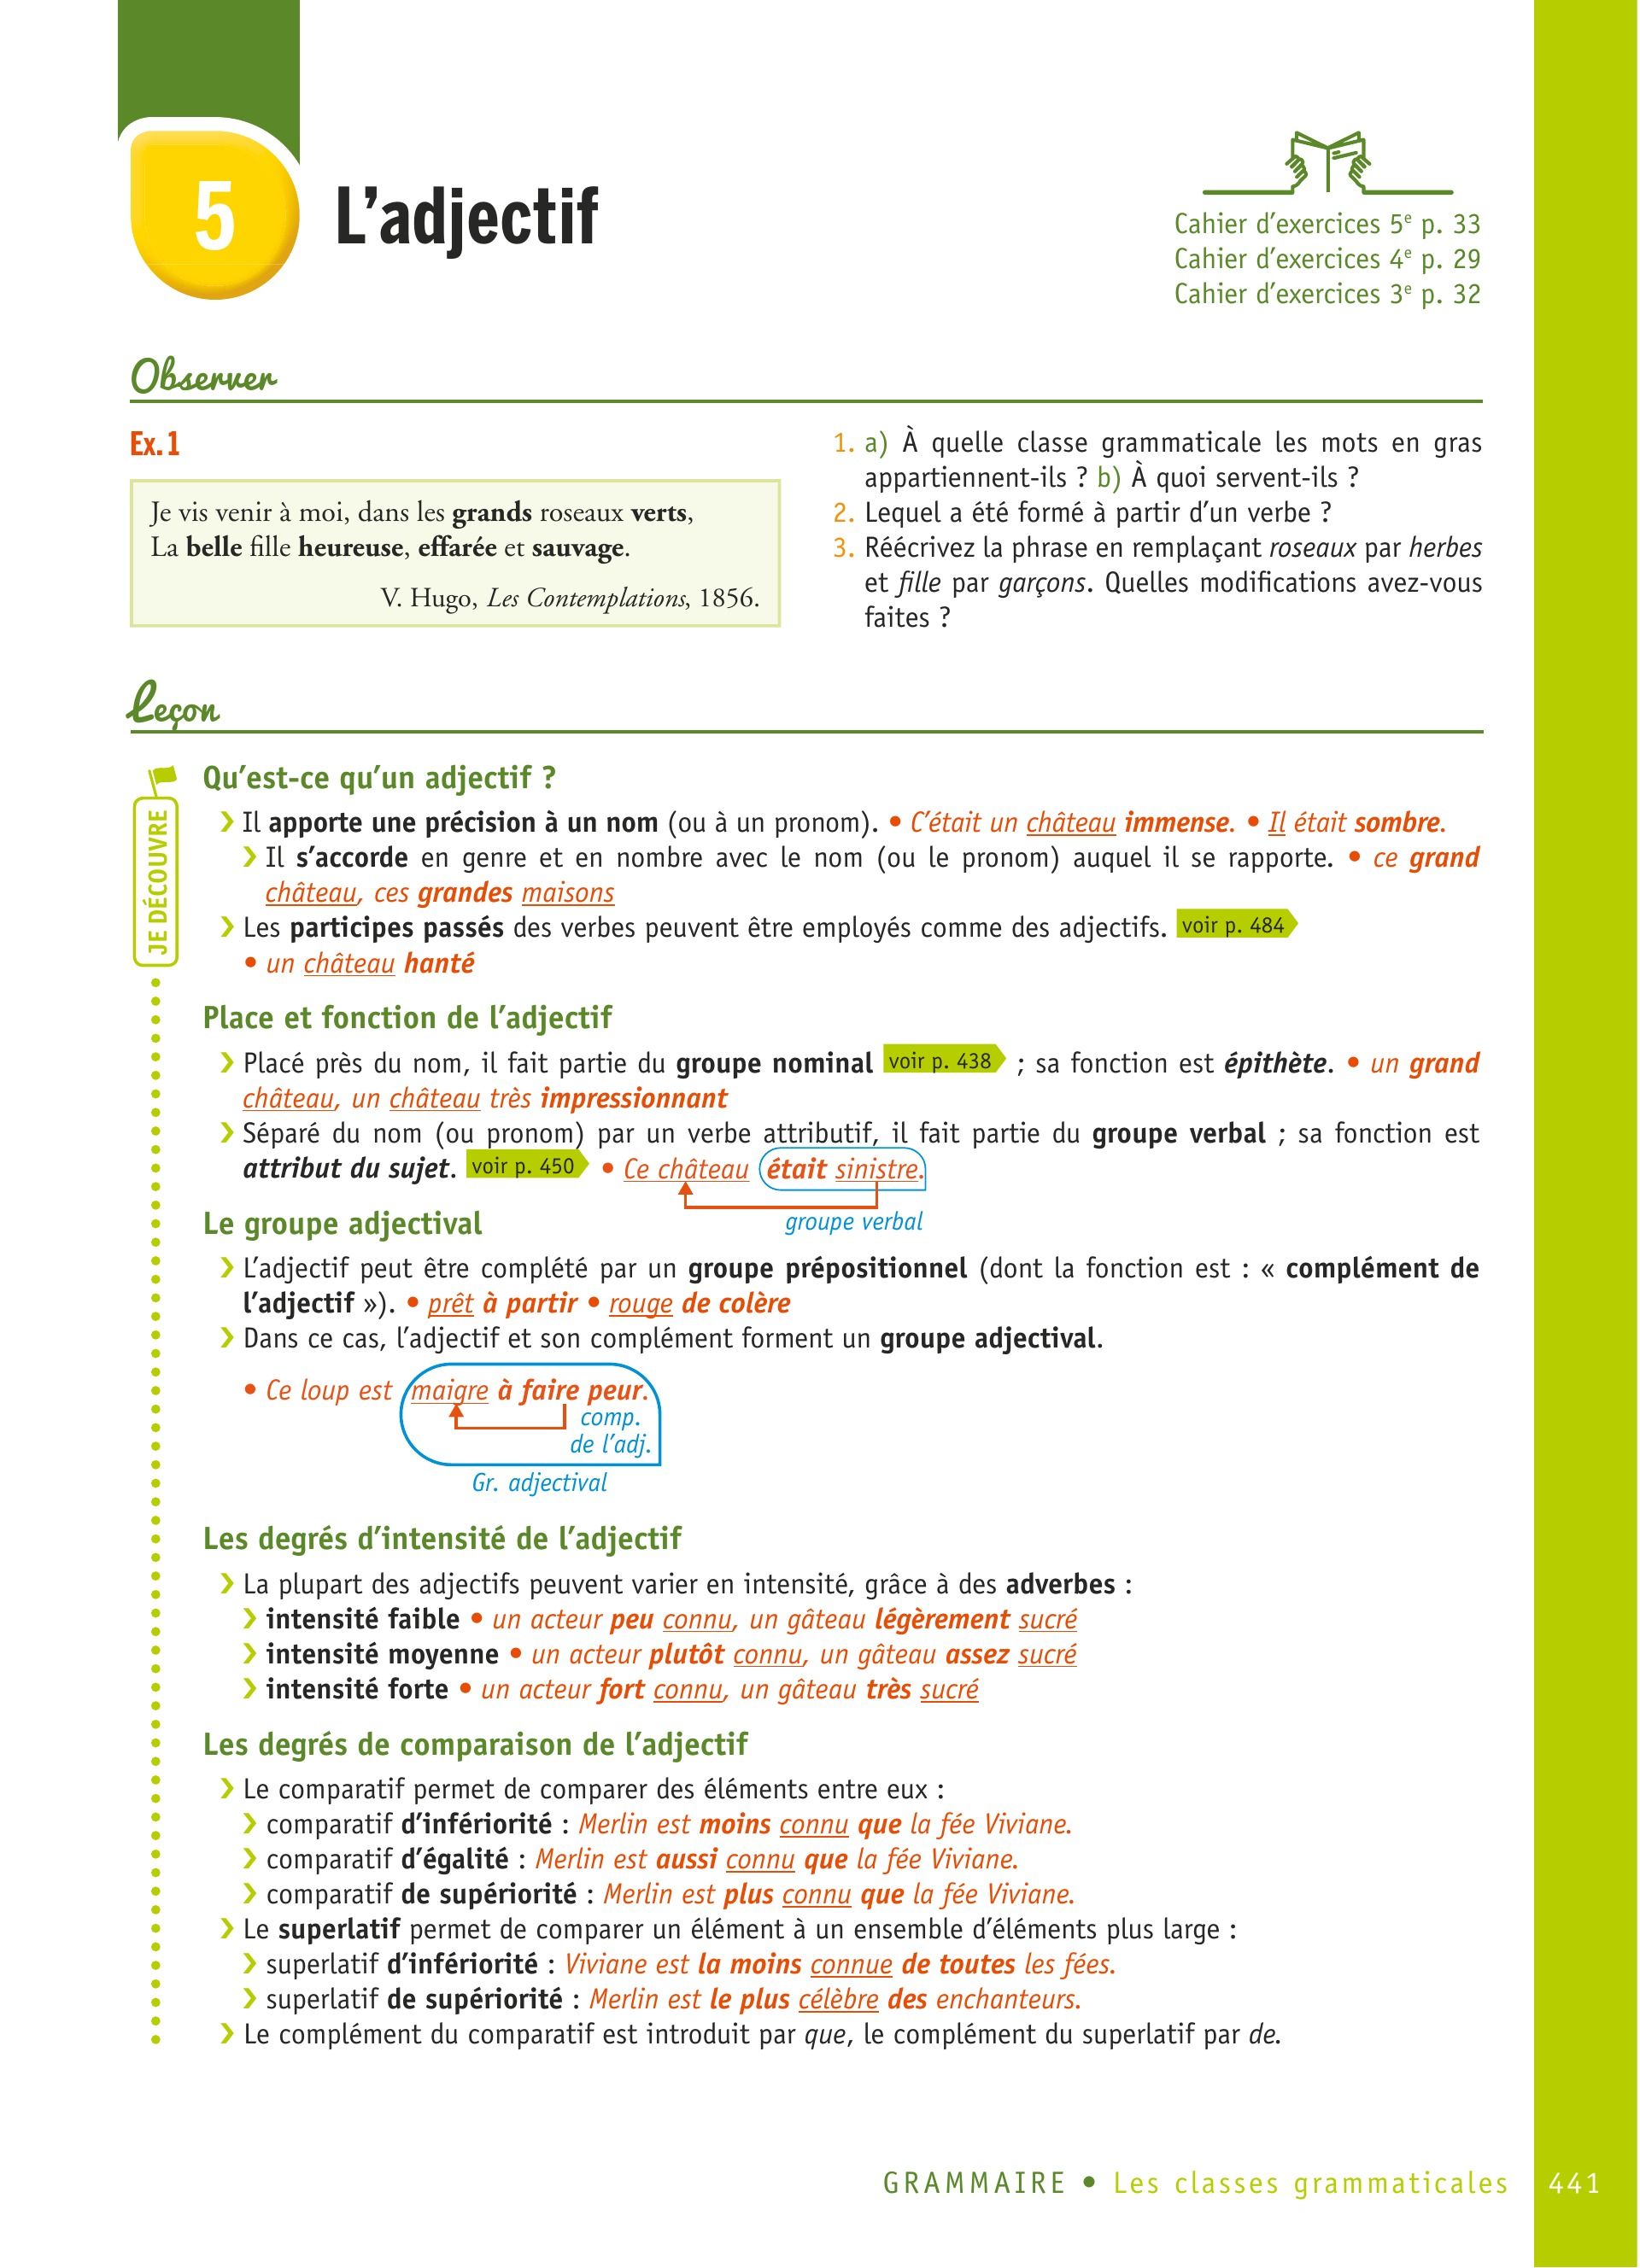 5
L’adjectif
Cahier d’exercices 5e p. 33
Cahier d’exercices 4e p. 29
Cahier d’exercices 3e p. 32
Observer
Ex. 1
Je vis venir à moi, dans les grands roseaux verts,
La belle fille heureuse, effarée et sauvage.
V. Hugo, Les Contemplations, 1856.
1. a) À quelle classe grammaticale les mots en gras
appartiennent-ils ? b) À quoi servent-ils ?
2. Lequel a été formé à partir d’un verbe ?
3. Réécrivez la phrase en remplaçant roseaux par herbes
et fille par garçons. Quelles modifications avez-vous
faites ?
Leçon
JE DÉCOUVRE
Qu’est-ce qu’un adjectif ?
› Il apporte une précision à un nom (ou à un pronom). • C’était un château immense. • Il était sombre.
› Il s’accorde en genre et en nombre avec le nom (ou le pronom) auquel il se rapporte. • ce grand
château, ces grandes maisons
› Les participes passés des verbes peuvent être employés comme des adjectifs. voir p. 484
• un château hanté
Place et fonction de l’adjectif
› Placé près du nom, il fait partie du groupe nominal voir p. 438 ; sa fonction est épithète. • un grand
château, un château très impressionnant
› Séparé du nom (ou pronom) par un verbe attributif, il fait partie du groupe verbal ; sa fonction est
attribut du sujet. voir p. 450 • Ce château était sinistre.
groupe verbal
Le groupe adjectival
› L’adjectif peut être complété par un groupe prépositionnel (dont la fonction est : « complément de
l’adjectif »). • prêt à partir • rouge de colère
› Dans ce cas, l’adjectif et son complément forment un groupe adjectival.
• Ce loup est maigre à faire peur.
comp.
de l’adj.
Gr. adjectival
Les degrés d’intensité de l’adjectif
› La plupart des adjectifs peuvent varier en intensité, grâce à des adverbes :
› intensité faible • un acteur peu connu, un gâteau légèrement sucré
› intensité moyenne • un acteur plutôt connu, un gâteau assez sucré
› intensité forte • un acteur fort connu, un gâteau très sucré
Les degrés de comparaison de l’adjectif
› Le comparatif permet de comparer des éléments entre eux :
› comparatif d’infériorité : Merlin est moins connu que la fée Viviane.
› comparatif d’égalité : Merlin est aussi connu que la fée Viviane.
› comparatif de supériorité : Merlin est plus connu que la fée Viviane.
› Le superlatif permet de comparer un élément à un ensemble d’éléments plus large :
› superlatif d’infériorité : Viviane est la moins connue de toutes les fées.
› superlatif de supériorité : Merlin est le plus célèbre des enchanteurs.
› Le complément du comparatif est introduit par que, le complément du superlatif par de.
GRAMMAIRE • Les classes grammaticales 441